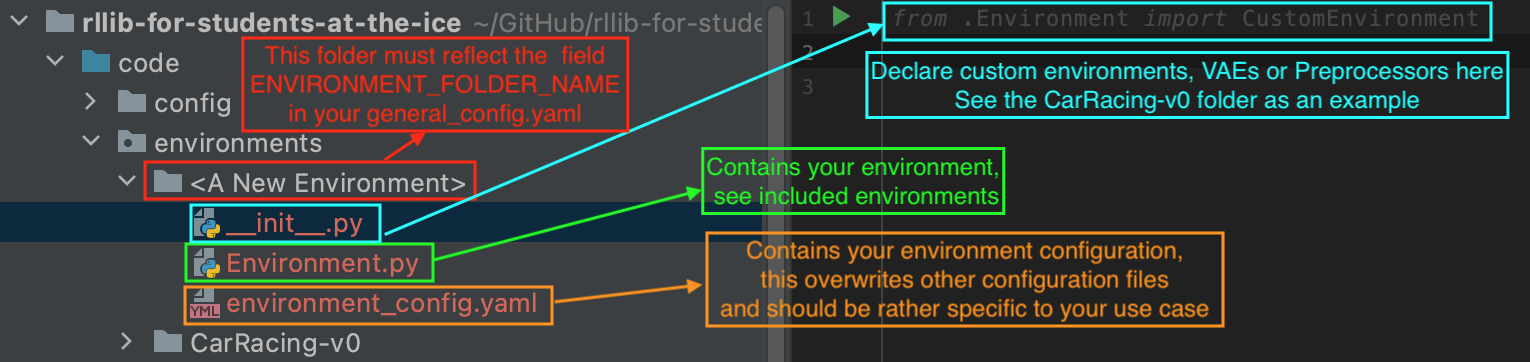 rllib-for-students-at-the-ice ~/GitHub/rllib-for-stude
code
This folder must reflect the field
ENVIRONMENT_FOLDER_NAME
in your general_config.yaml
config
environments
<A New Environment>
__init__.py
Environment.py
environment_config.yaml
YML
CarRacing-v0
1 from .Environment import CustomEnvironment
2
3
Declare custom environments, VAEs or Preprocessors here
See the CarRacing-v0 folder as an example
Contains your environment,
see included environments
Contains your environment configuration,
this overwrites other configuration files
and should be rather specific to your use case